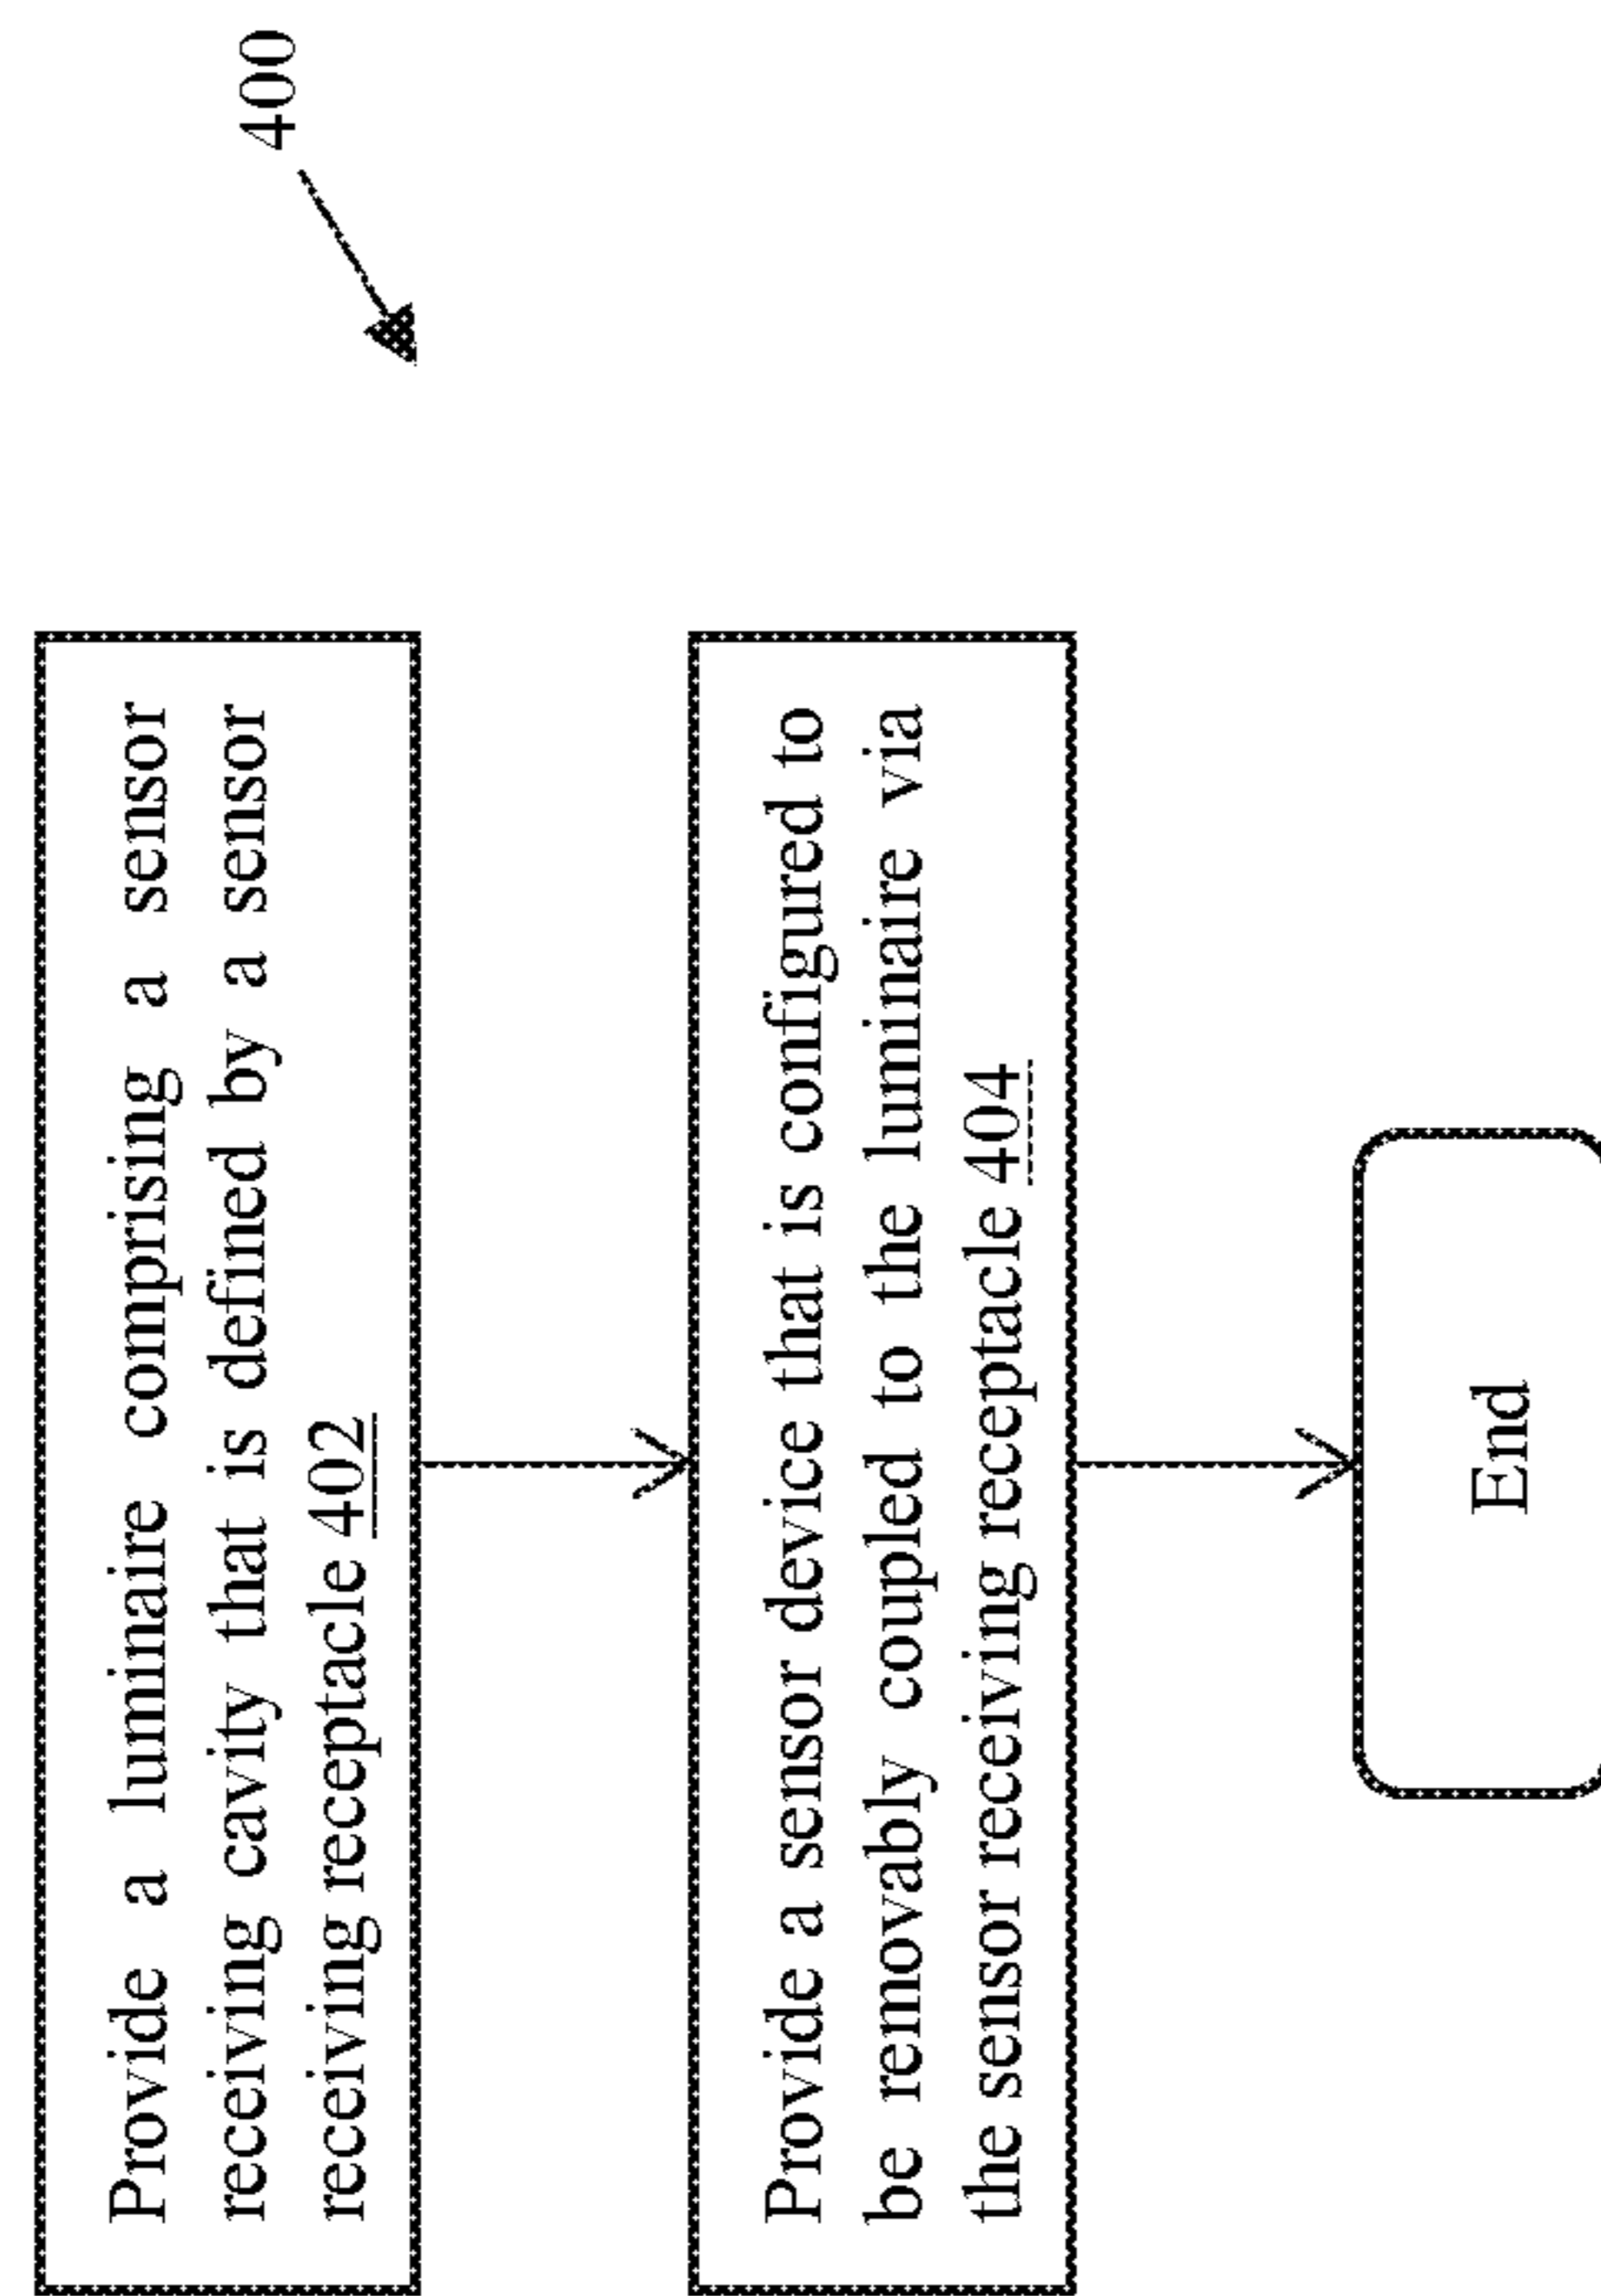 400
Provide a luminaire comprising a sensor
receiving cavity that is defined by a sensor
receiving receptacle 402
Provide a sensor device that is configured to
be removably coupled to the luminaire via
the sensor receiving receptacle 404
End